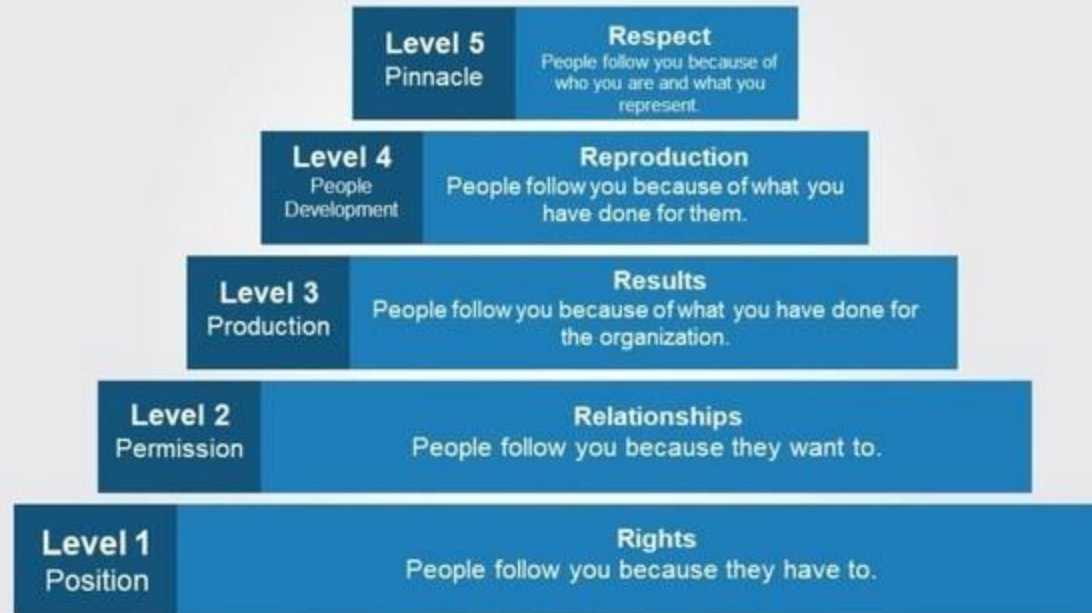 Level 5
Pinnacle
Respect
People follow you because of
who you are and what you
represent.
Level 4
People
Development
Reproduction
People follow you because of what you
have done for them.
Level 3
Production
Results
People follow you because of what you have done for
the organization.
Level 2
Permission
Relationships
People follow you because they want to.
Level 1
Position
Rights
People follow you because they have to.